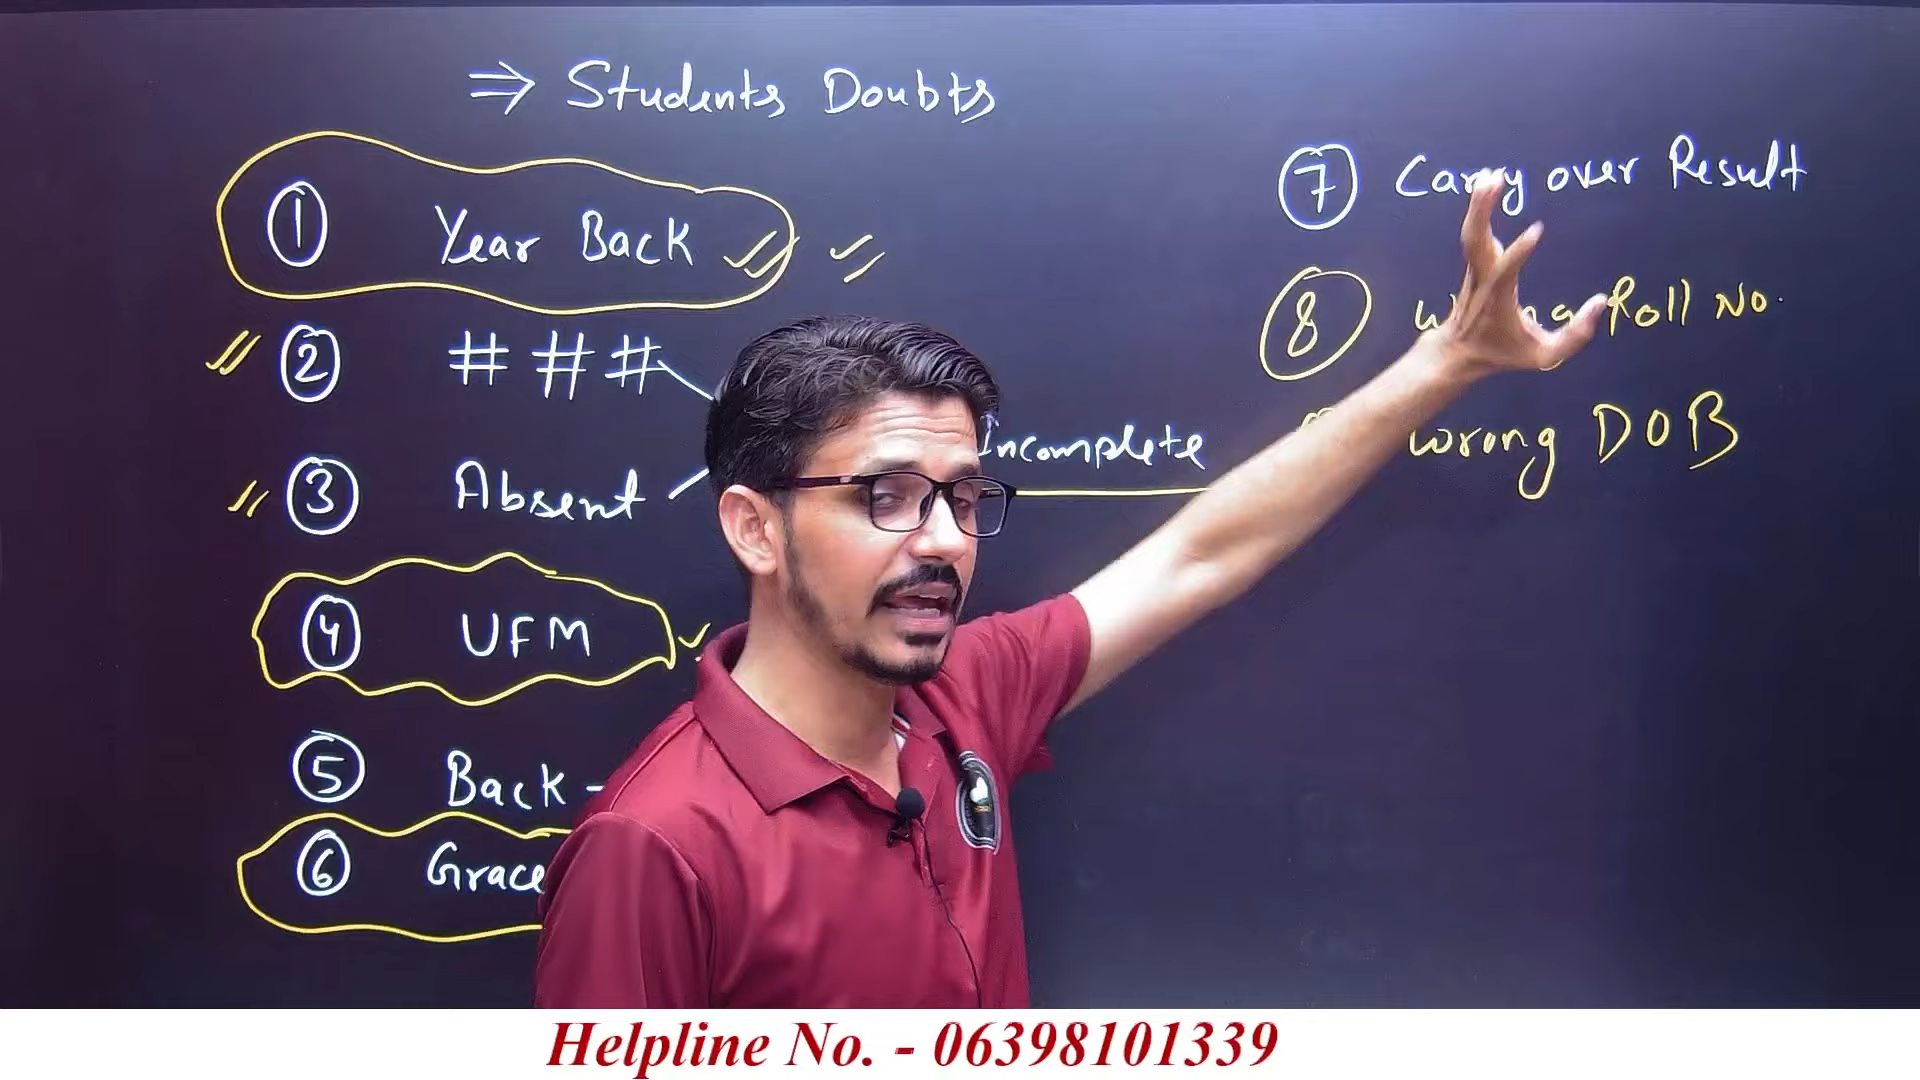 ⇒ Students Doubts
① Year Back
② # # #
③ Absent
Incomplete
④ UFM
⑤ Back -
⑥ Grace
⑦ Carry over Result
⑧ Roll No.
wrong DOB
Helpline No. - 06398101339